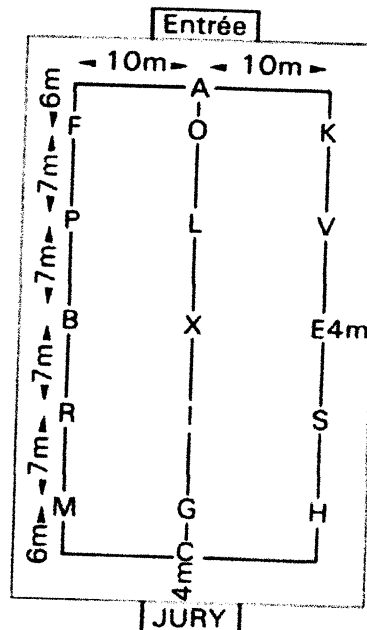 Entrée
10m 10m
A
6m
F O K
7m
P L V
7m
B X E4m
7m
R I S
7m
M G H
6m
C
4m
JURY